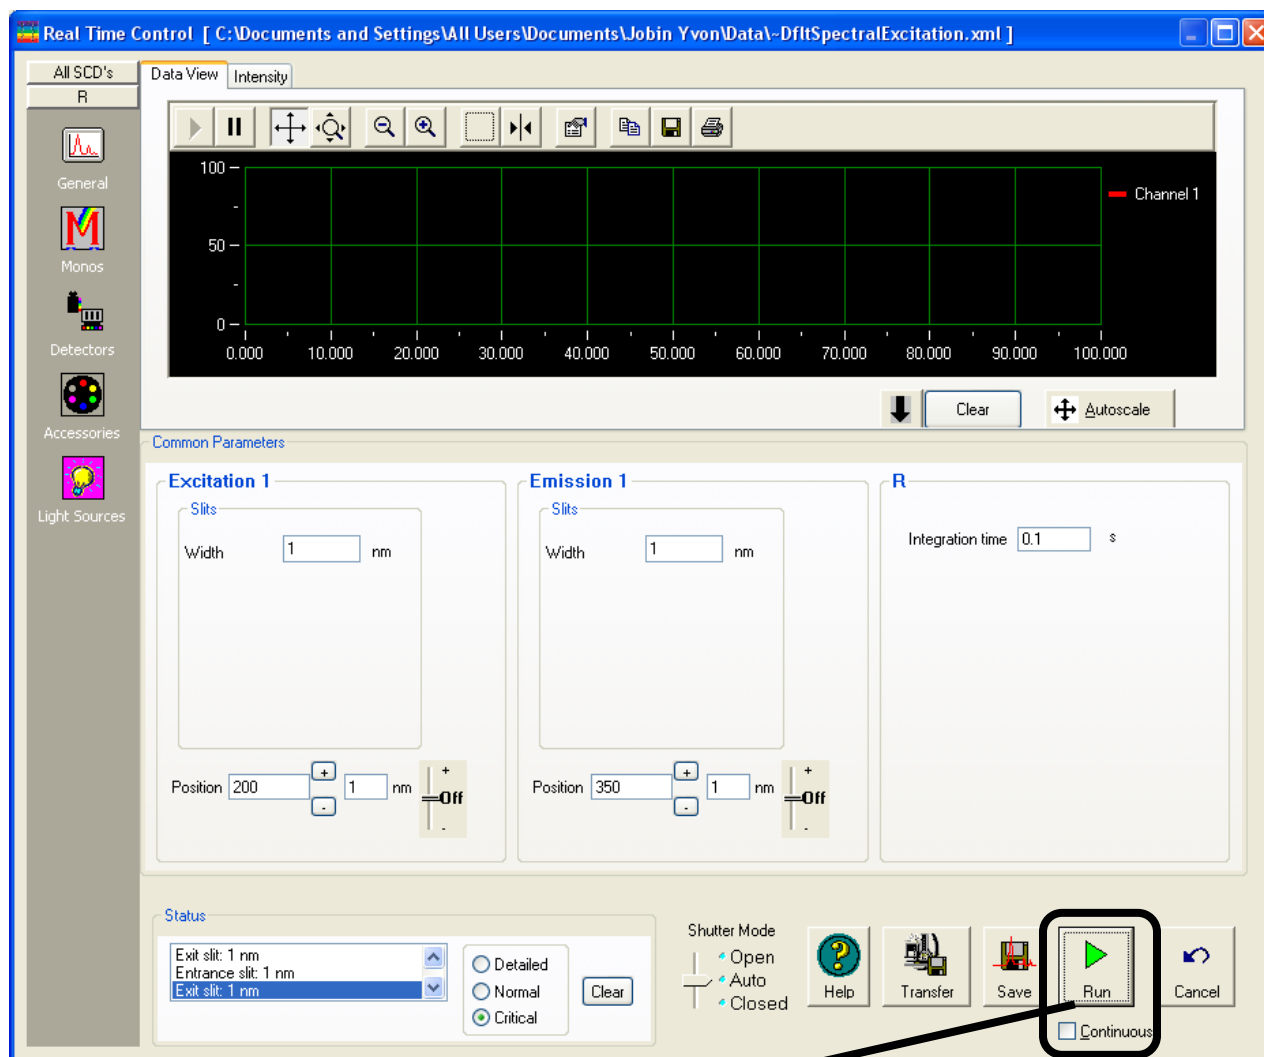 Real Time Control [ C:\Documents and Settings\All Users\Documents\Jobin Yvon\Data\~DfltSpectralExcitation.xml ]
All SCD's
R
General
Monos
Detectors
Accessories
Light Sources
Data View Intensity
100
50
0
0.000 10.000 20.000 30.000 40.000 50.000 60.000 70.000 80.000 90.000 100.000
Channel 1
Clear Autoscale
Common Parameters
Excitation 1
Slits
Width 1 nm
Position 200 + - 1 nm + Off -
Emission 1
Slits
Width 1 nm
Position 350 + - 1 nm + Off -
R
Integration time 0.1 s
Status
Exit slit: 1 nm
Entrance slit: 1 nm
Exit slit: 1 nm
Detailed
Normal
Critical
Clear
Shutter Mode
Open
Auto
Closed
Help Transfer Save Run Cancel
Continuous